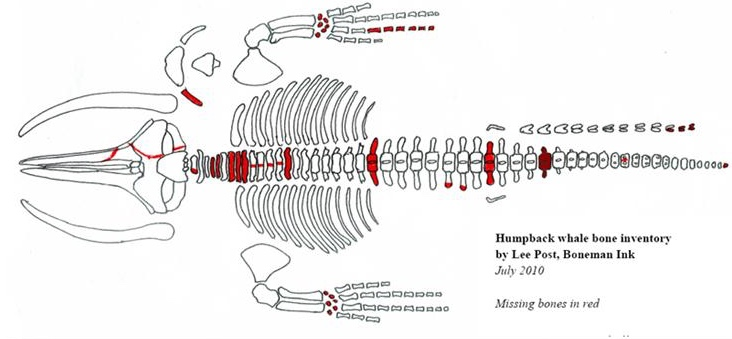 Humpback whale bone inventory
by Lee Post, Boneman Ink
July 2010
Missing bones in red